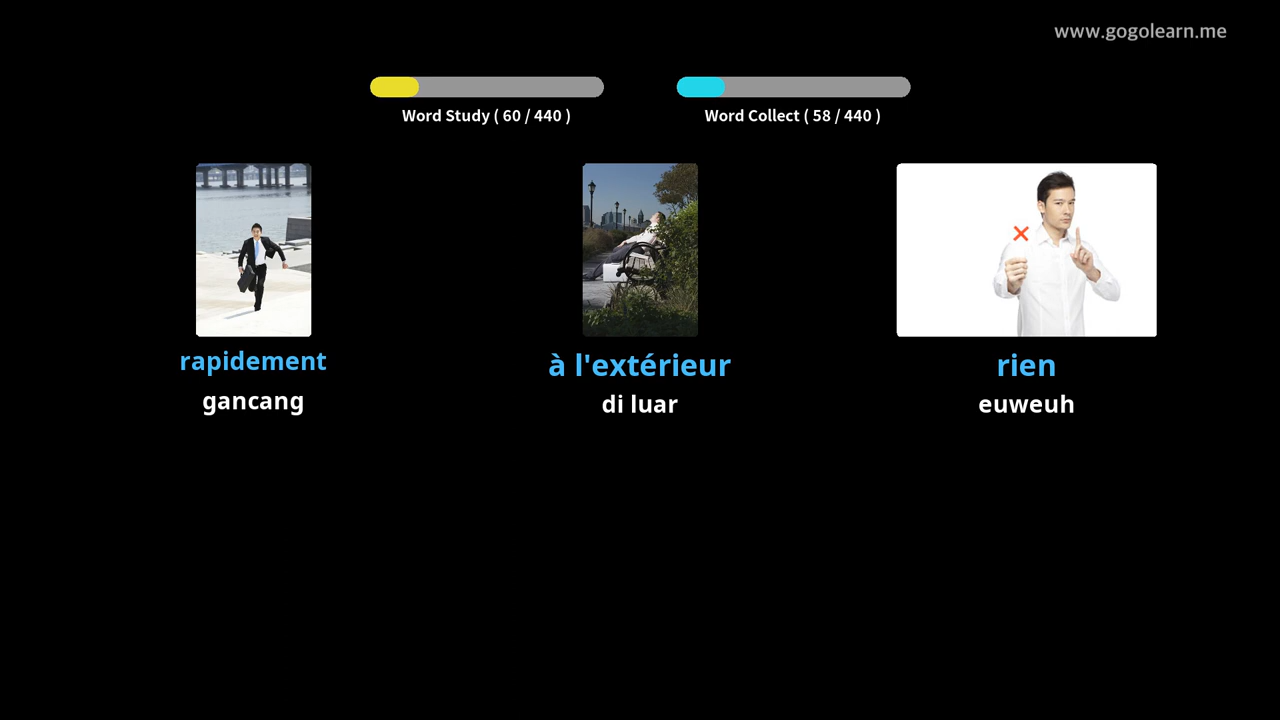 www.gogolearn.me
Word Study ( 60 / 440 )
Word Collect ( 58 / 440 )
rapidement
gancang
à l'extérieur
di luar
rien
euweuh